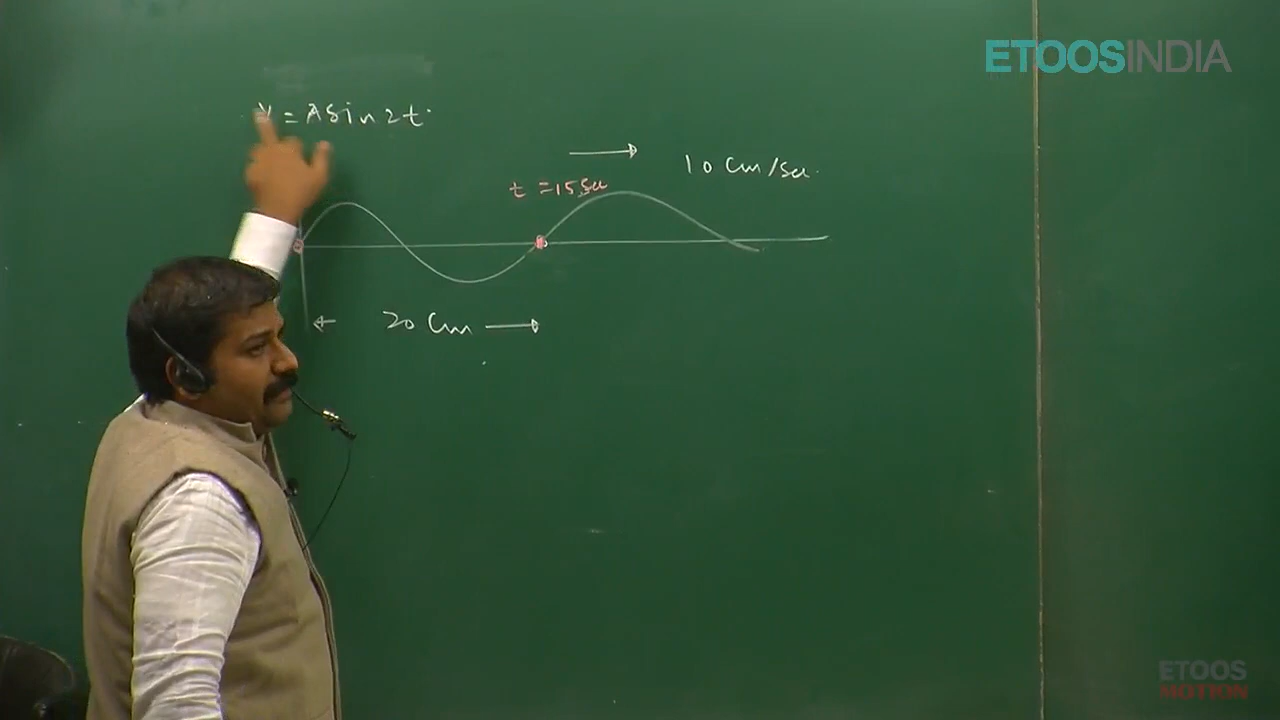 ETOOSINDIA
y = A sin 2t
10 cm/sec.
t = 15 sec
20 cm
ETOOS
MOTION